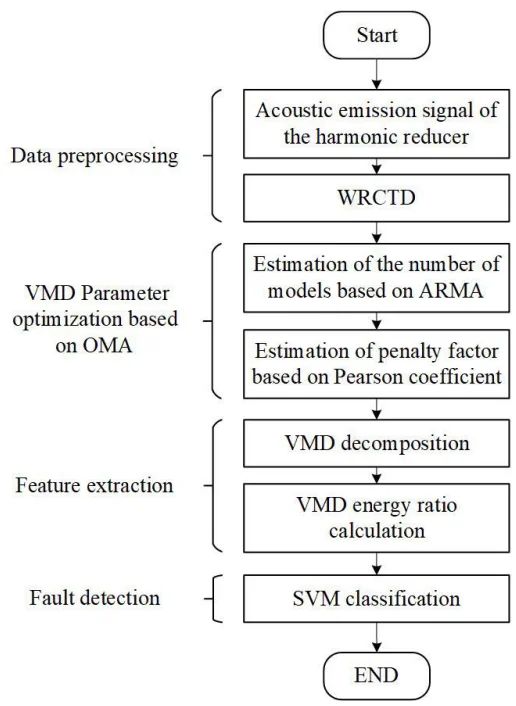 Start
Data preprocessing
Acoustic emission signal of
the harmonic reducer
WRCTD
VMD Parameter
optimization based
on OMA
Estimation of the number of
models based on ARMA
Estimation of penalty factor
based on Pearson coefficient
Feature extraction
VMD decomposition
VMD energy ratio
calculation
Fault detection
SVM classification
END